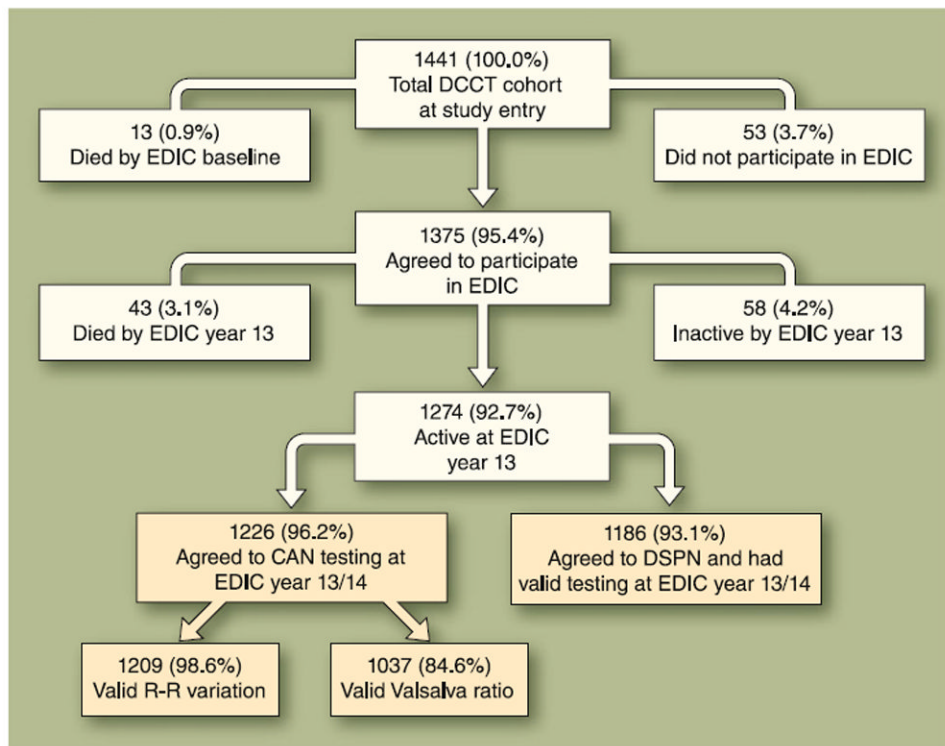 1441 (100.0%)
Total DCCT cohort
at study entry
13 (0.9%)
Died by EDIC baseline
53 (3.7%)
Did not participate in EDIC
1375 (95.4%)
Agreed to participate
in EDIC
43 (3.1%)
Died by EDIC year 13
58 (4.2%)
Inactive by EDIC year 13
1274 (92.7%)
Active at EDIC
year 13
1226 (96.2%)
Agreed to CAN testing at
EDIC year 13/14
1186 (93.1%)
Agreed to DSPN and had
valid testing at EDIC year 13/14
1209 (98.6%)
Valid R-R variation
1037 (84.6%)
Valid Valsalva ratio